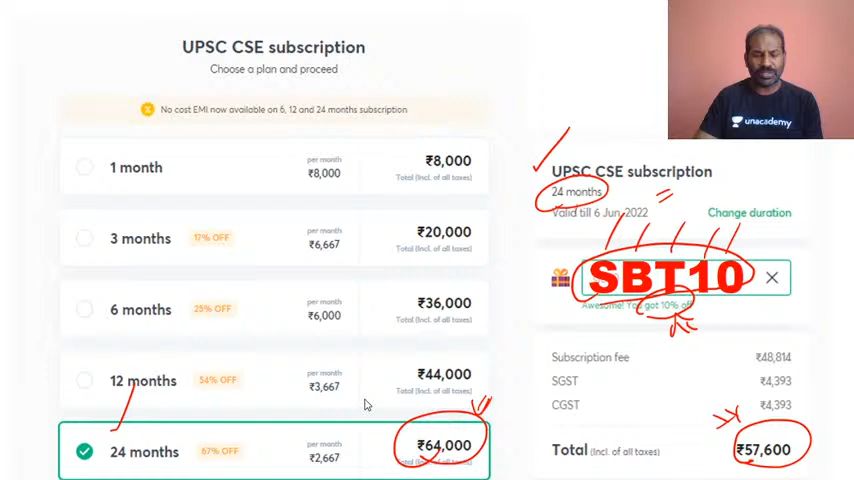 UPSC CSE subscription
Choose a plan and proceed
No cost EMI now available on 6, 12 and 24 months subscription
1 month
per month
₹8,000
₹8,000
Total (Incl. of all taxes)
3 months
17% OFF
per month
₹6,667
₹20,000
Total (Incl. of all taxes)
6 months
25% OFF
per month
₹6,000
₹36,000
Total (Incl. of all taxes)
12 months
54% OFF
per month
₹3,667
₹44,000
Total (Incl. of all taxes)
24 months
67% OFF
per month
₹2,667
₹64,000
Total (Incl. of all taxes)
unacademy
UPSC CSE subscription
24 months
Valid till 6 Jun, 2022
Change duration
SBT10
Awesome! You got 10% off
Subscription fee
₹48,814
SGST
₹4,393
CGST
₹4,393
Total (Incl. of all taxes)
₹57,600